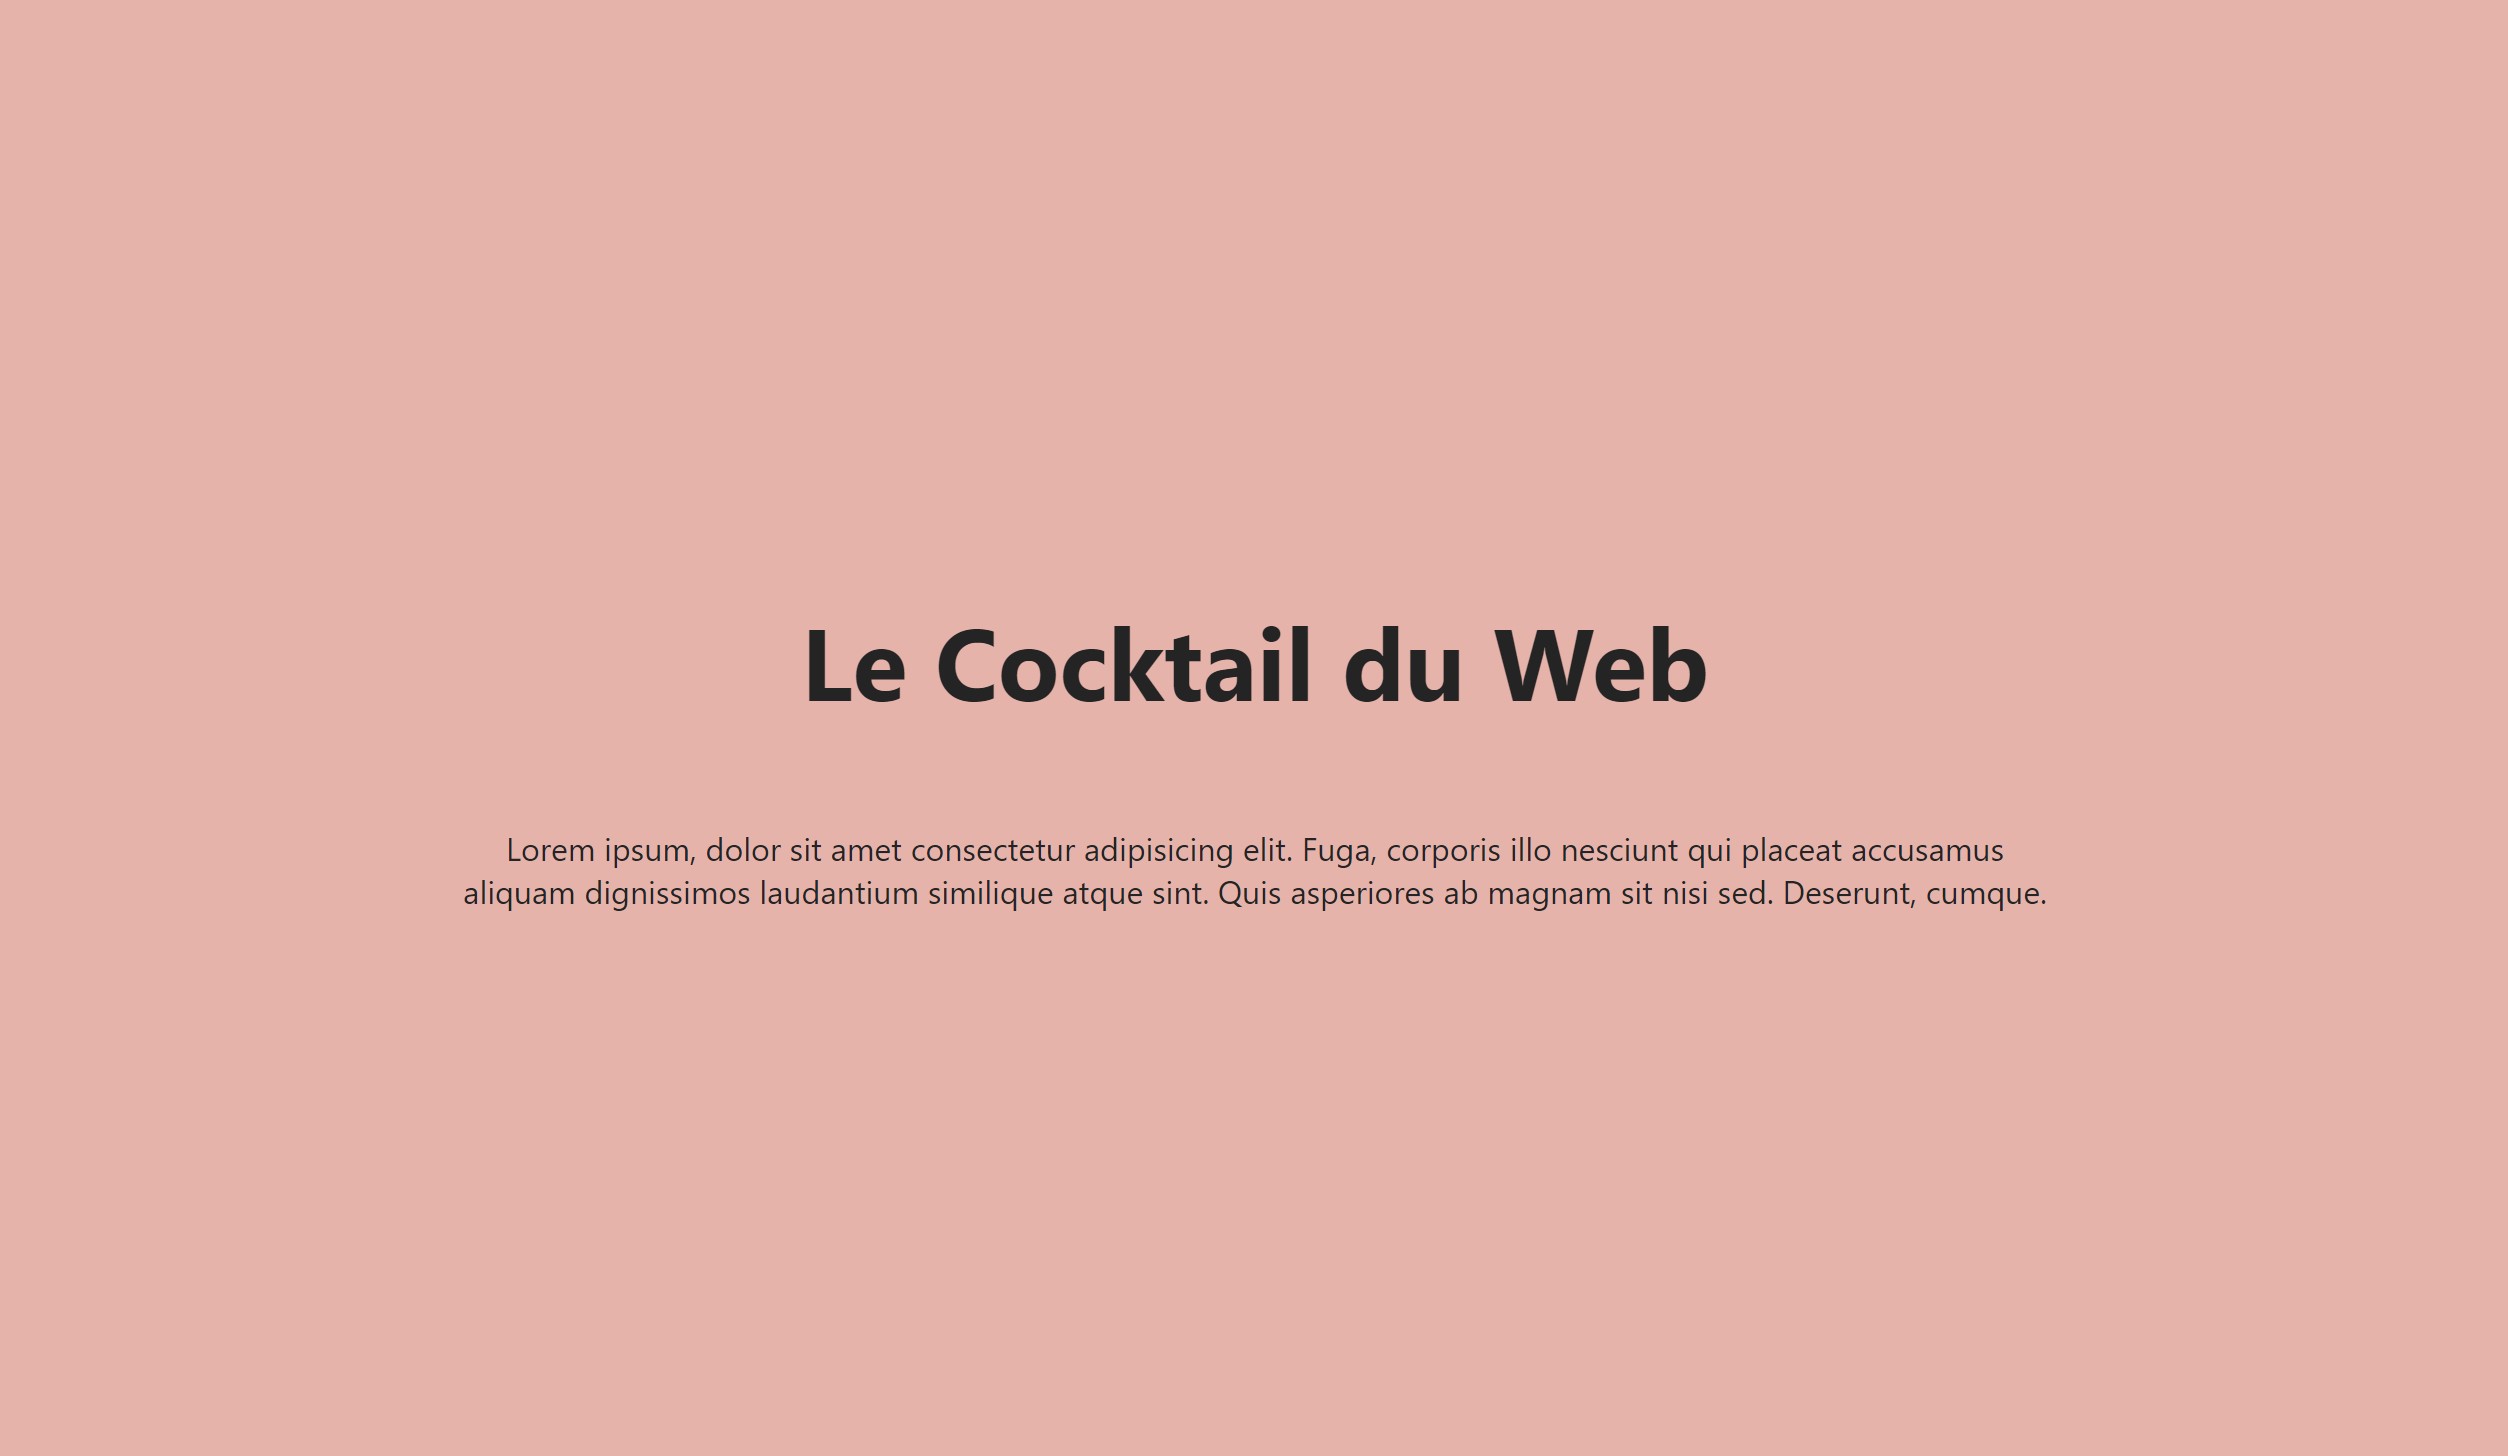 Le Cocktail du Web
Lorem ipsum, dolor sit amet consectetur adipisicing elit. Fuga, corporis illo nesciunt qui placeat accusamus
aliquam dignissimos laudantium similique atque sint. Quis asperiores ab magnam sit nisi sed. Deserunt, cumque.